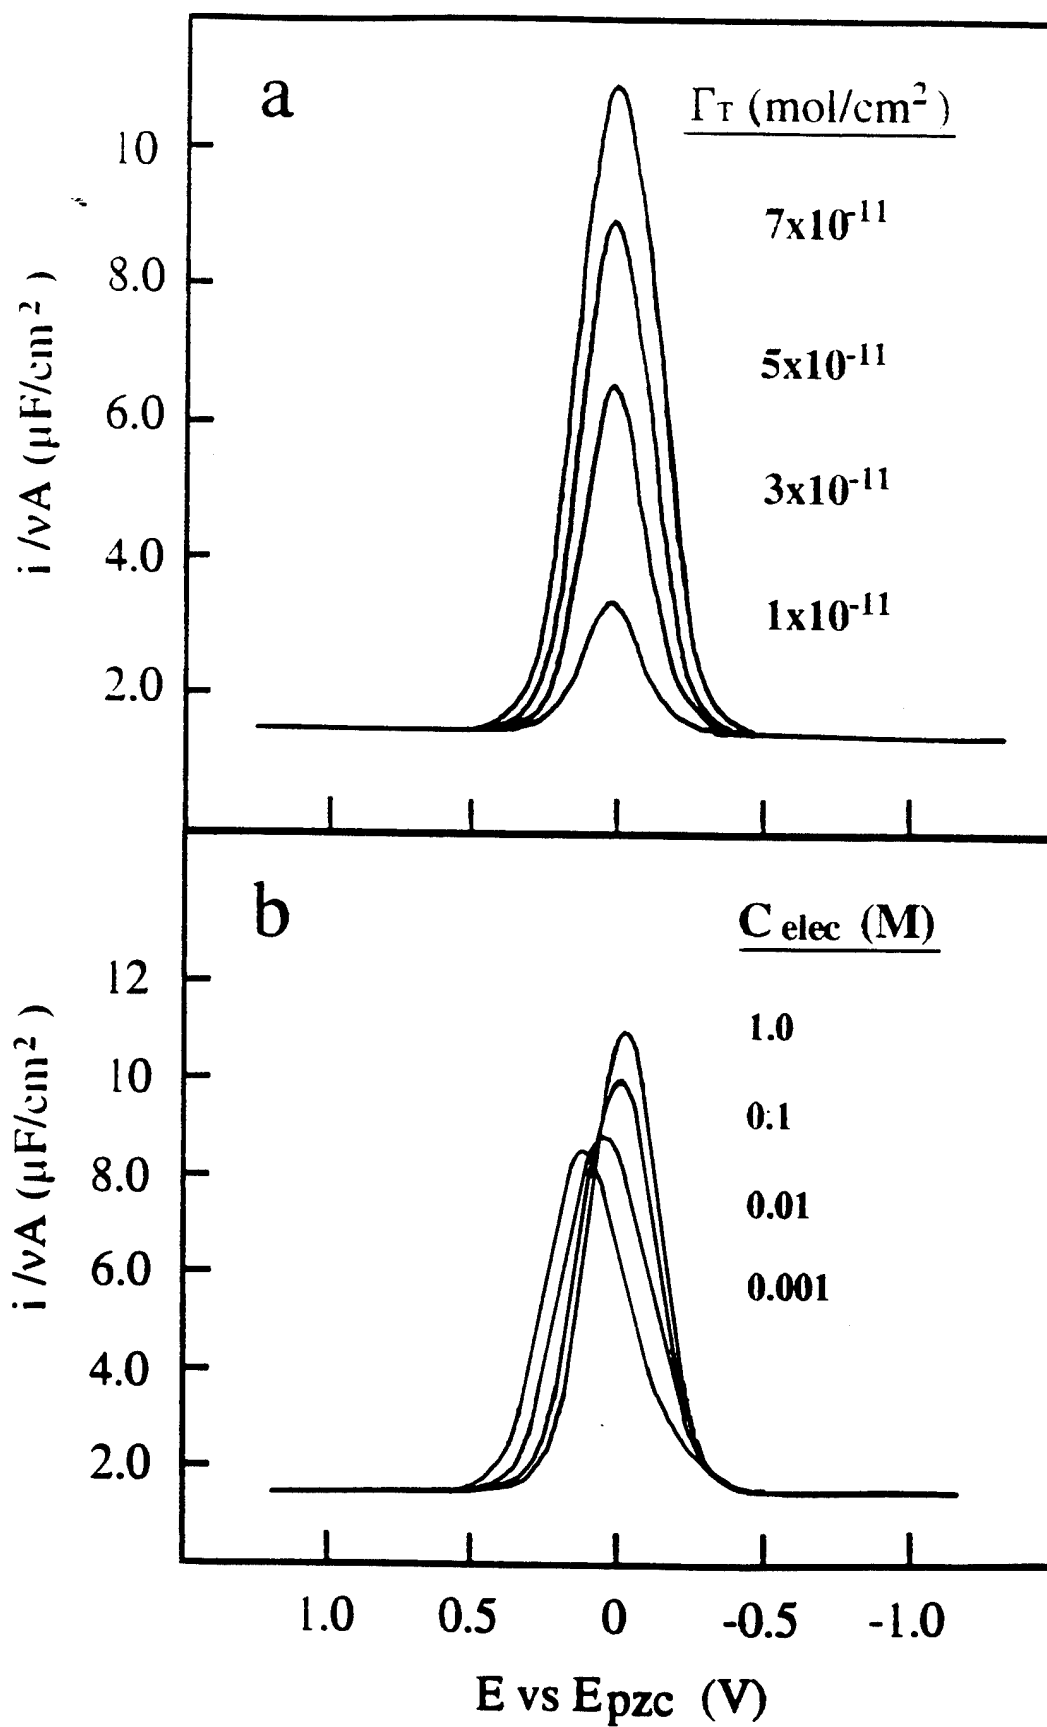 a
ΓT (mol/cm²)
7x10⁻¹¹
5x10⁻¹¹
3x10⁻¹¹
1x10⁻¹¹
10
8.0
6.0
4.0
2.0
i /νA (μF/cm²)
b
C elec (M)
1.0
0.1
0.01
0.001
12
10
8.0
6.0
4.0
2.0
i /νA (μF/cm²)
1.0 0.5 0 -0.5 -1.0
E vs Epzc (V)